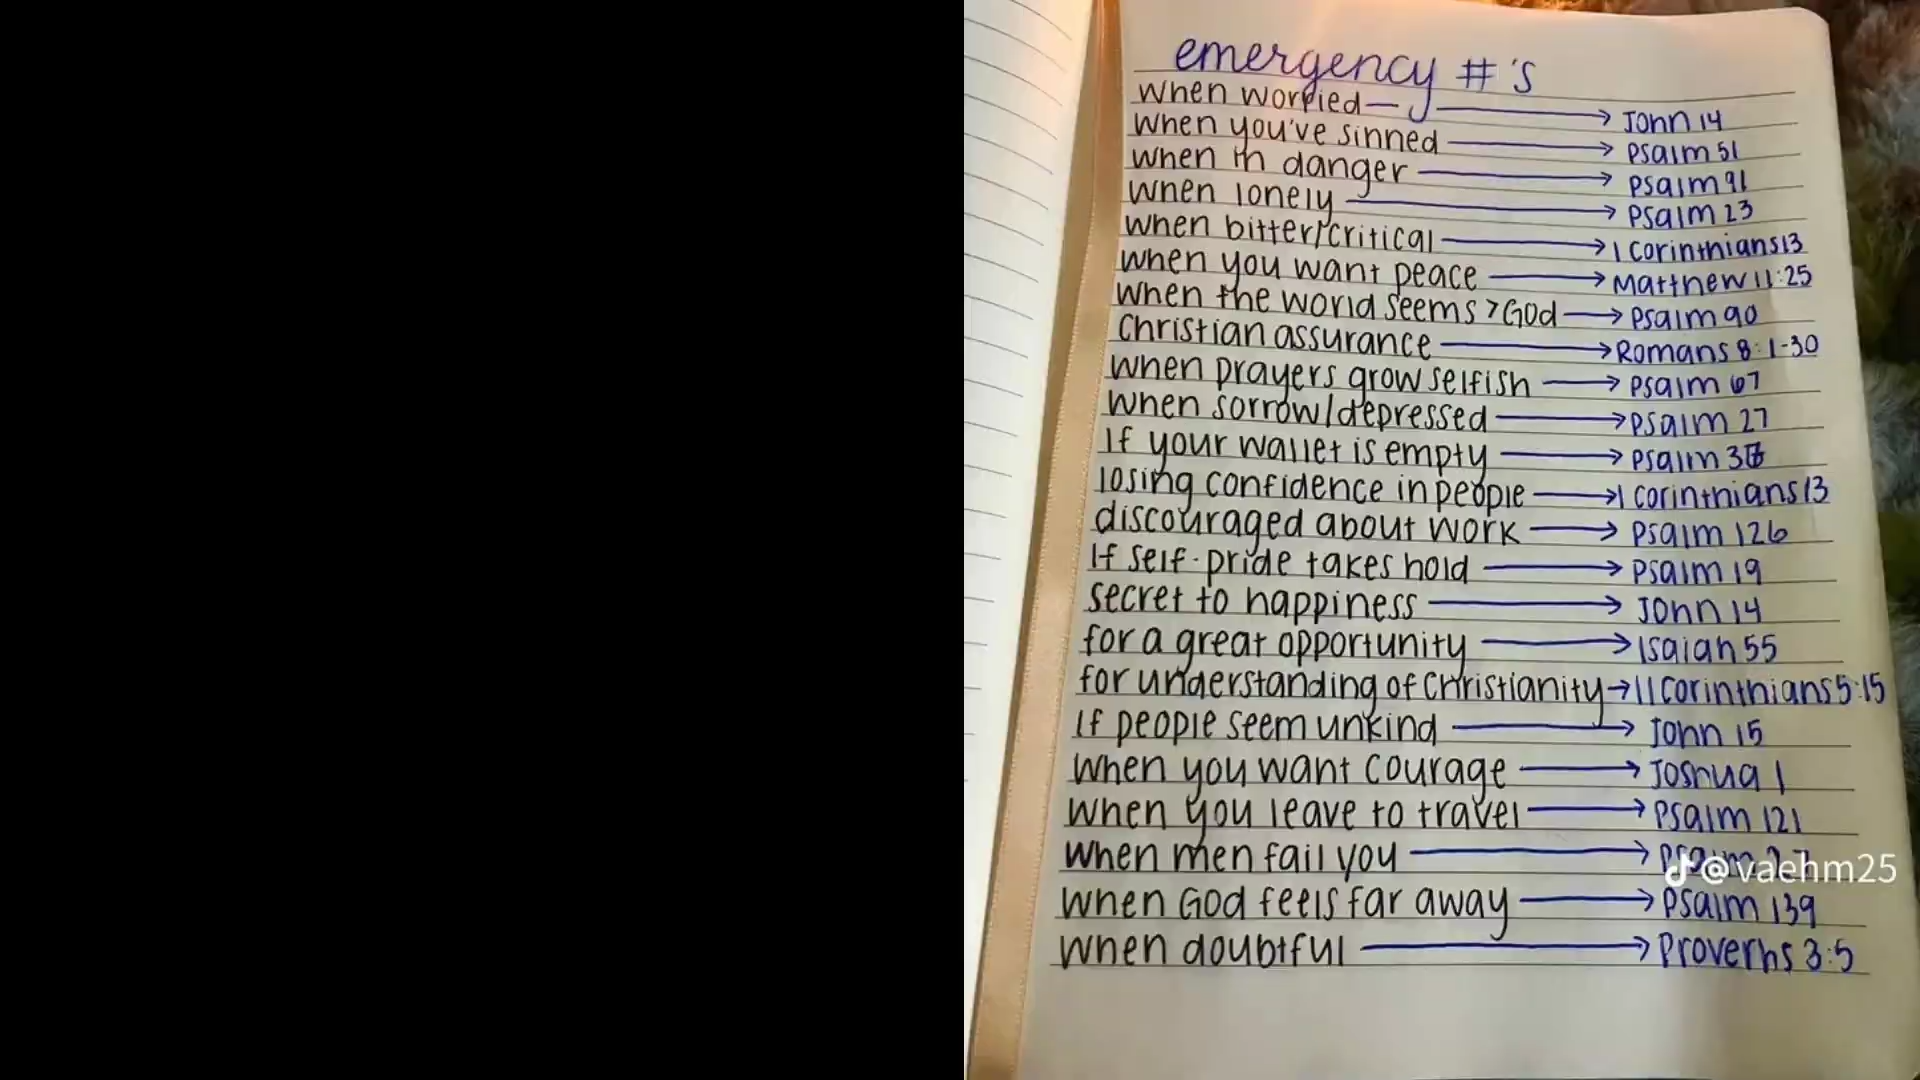 emergency #'s
when worried → John 14
when you've sinned → psalm 51
when in danger → psalm 91
when lonely → psalm 23
when bitter/critical → 1 corinthians 13
when you want peace → Matthew 11:25
when the world seems > God → psalm 90
Christian assurance → Romans 8:1-30
when prayers grow selfish → psalm 67
when sorrow/depressed → psalm 27
If your wallet is empty → psalm
losing confidence in people → 1 corinthians 13
discouraged about work → psalm 126
If self-pride takes hold → psalm 19
secret to happiness → John 14
for a great opportunity → Isaiah 55
for understanding of Christianity → 11 corinthians 5:15
If people seem unkind → John 15
when you want courage → Joshua 1
when you leave to travel → psalm 121
when men fail you → psalm
@vaehm25
when God feels far away → psalm 139
when doubtful → Proverbs 3:5